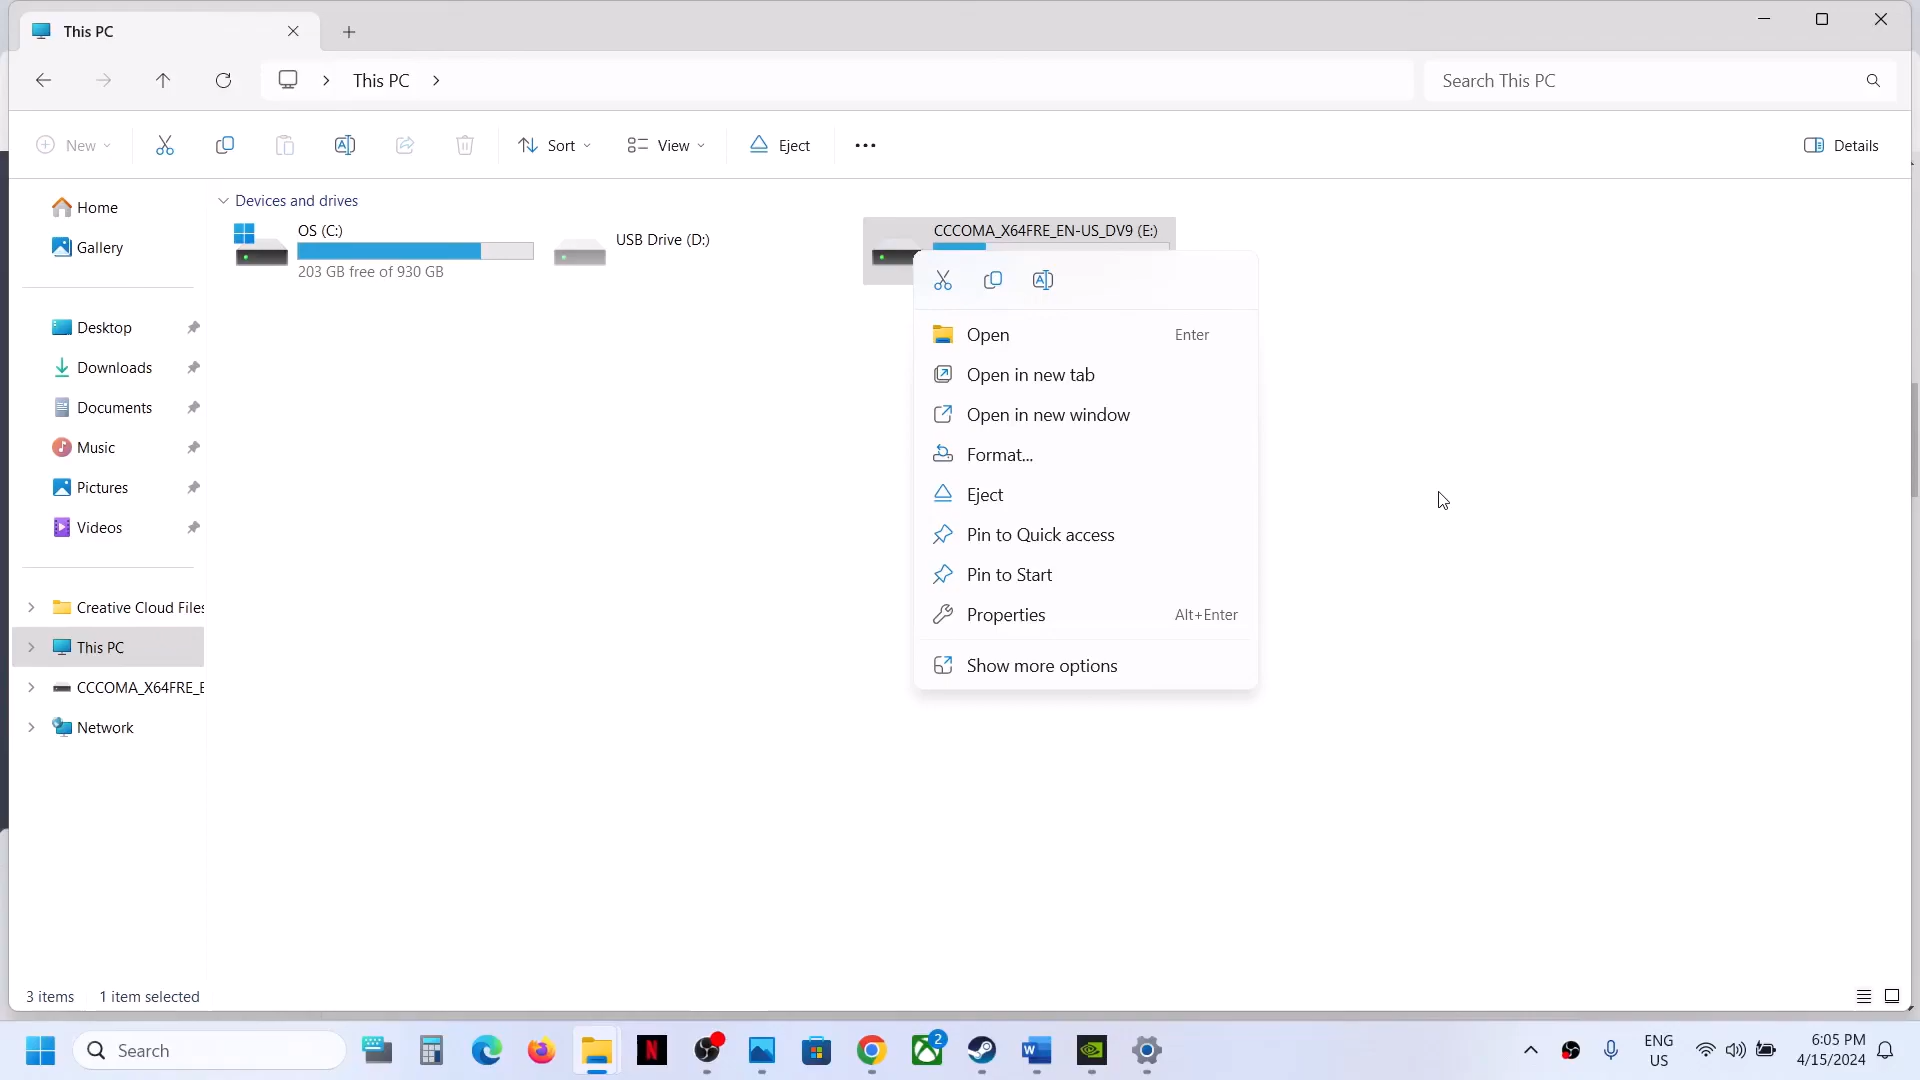 This PC
This PC
Search This PC
New
Sort
View
Eject
Details
Home
Gallery
Desktop
Downloads
Documents
Music
Pictures
Videos
Creative Cloud Files
This PC
CCCOMA_X64FRE_E
Network
Devices and drives
OS (C:)
203 GB free of 930 GB
USB Drive (D:)
CCCOMA_X64FRE_EN-US_DV9 (E:)
Open Enter
Open in new tab
Open in new window
Format...
Eject
Pin to Quick access
Pin to Start
Properties Alt+Enter
Show more options
3 items 1 item selected
Search
2
ENG
US
6:05 PM
4/15/2024